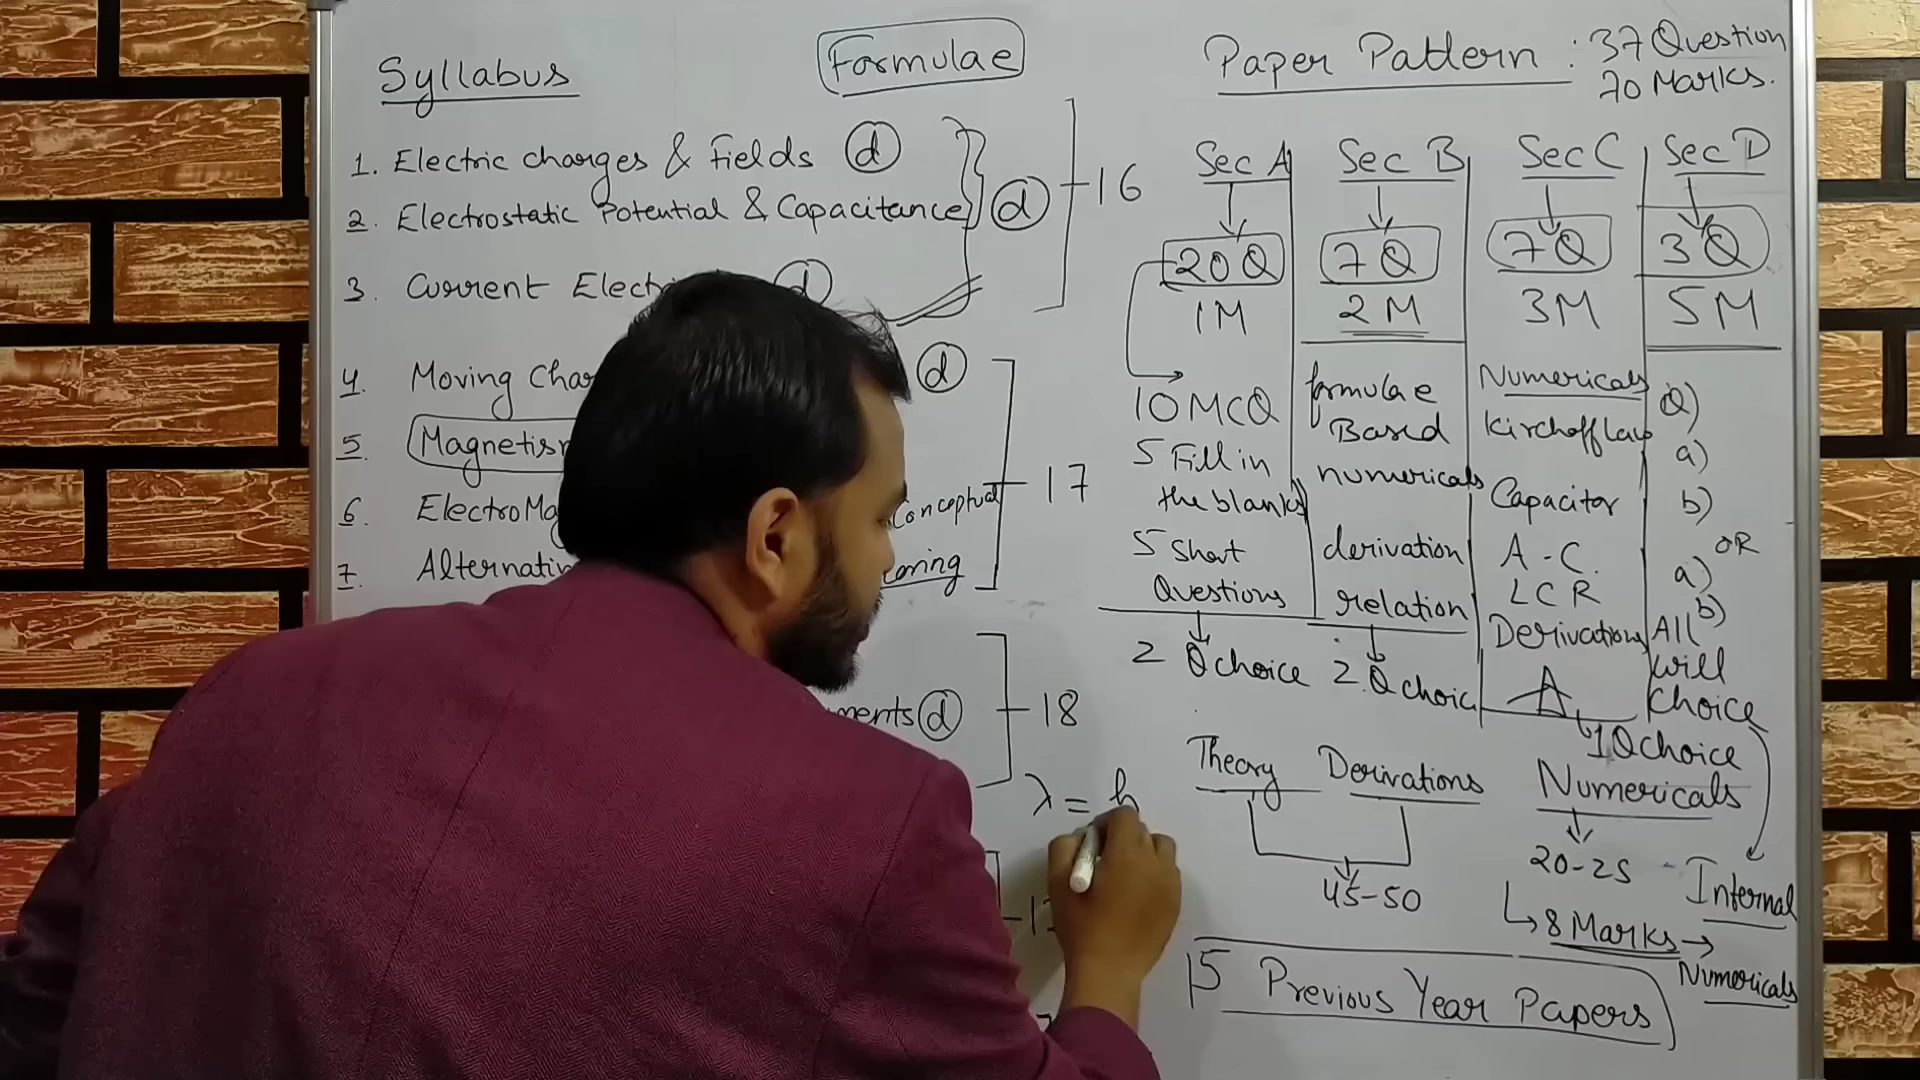 Syllabus
Formulae
1. Electric charges & Fields (d)
2. Electrostatic Potential & Capacitance (d)
16
3. Current Elect (d)
4. Moving Cha (d)
5. Magnetis
17
6. ElectroMa Conceptual
7. Alternatin
ments (d)
18
λ = h
Paper Pattern : 37 Question
70 Marks.
Sec A Sec B Sec C Sec D
20Q 7Q 7Q 3Q
1M 2M 3M 5M
10 MCQ
5 Fill in
the blanks
5 Short
Questions
2 Q choice
formulae
Based
numericals
derivation
relation
2. Q choic
Numericals
Kirchoff law
Capacitor
A.C.
LCR
Derivations
1Q choice
Q)
a)
b)
OR
a)
b)
All
will
choice
Internal
Theory Derivations
45-50
Numericals
20-25
8 Marks →
Numericals
15 Previous Year Papers